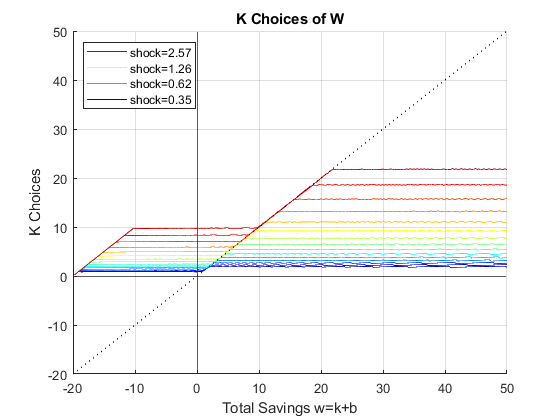 K Choices of W
shock=2.57
shock=1.26
shock=0.62
shock=0.35
50
40
30
20
10
0
-10
-20
K Choices
-20 -10 0 10 20 30 40 50
Total Savings w=k+b